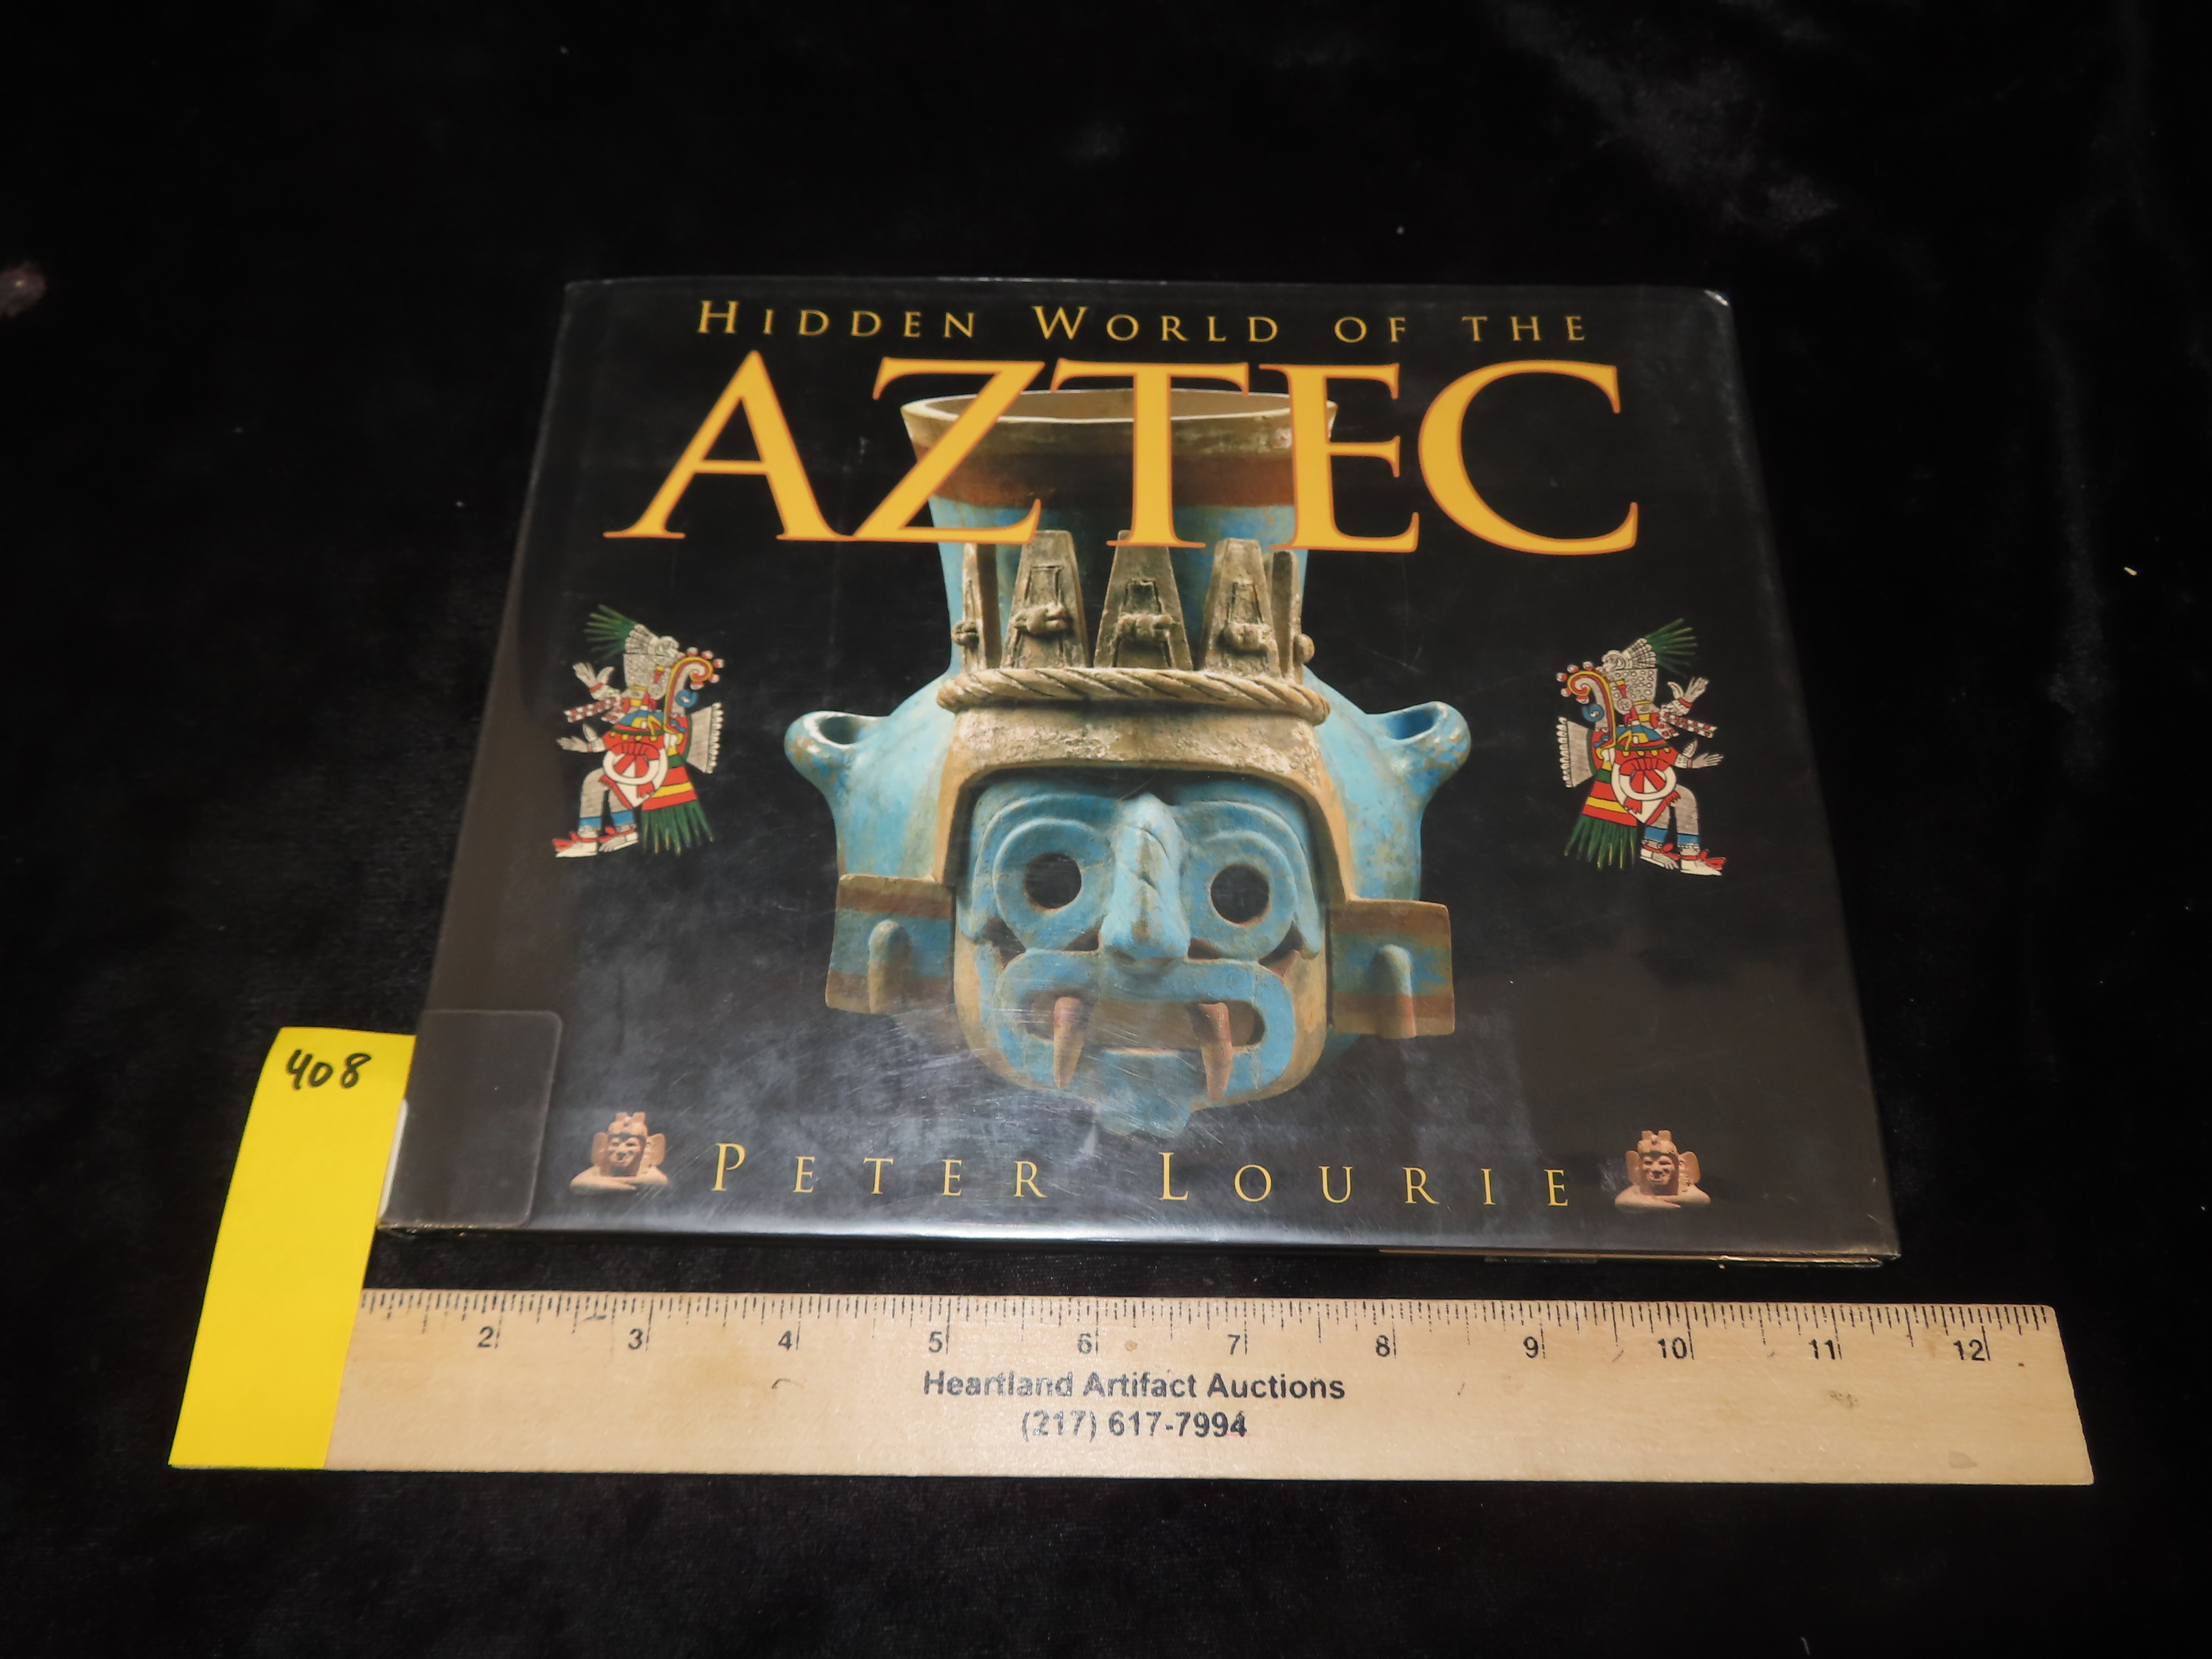 HIDDEN WORLD OF THE
AZTEC
PETER LOURIE
408
2 3 4 5 6 7 8 9 10 11 12
Heartland Artifact Auctions
(217) 617-7994